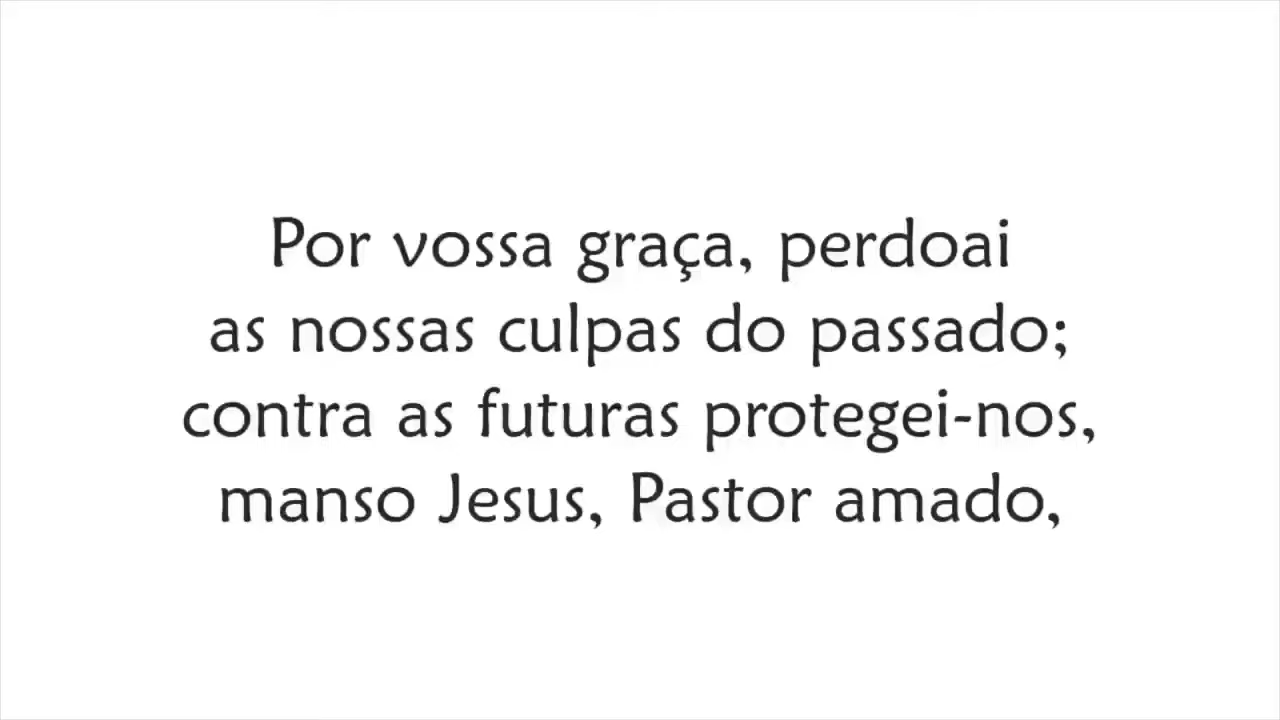 Por vossa graça, perdoai
as nossas culpas do passado;
contra as futuras protegei-nos,
manso Jesus, Pastor amado,